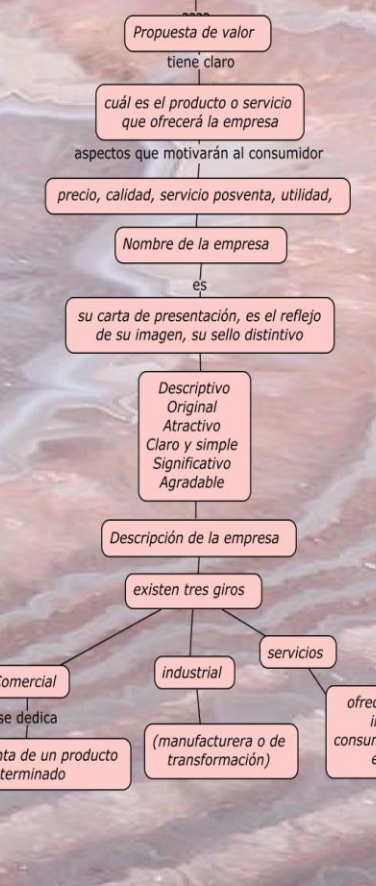 ????
Propuesta de valor
tiene claro
cuál es el producto o servicio
que ofrecerá la empresa
aspectos que motivarán al consumidor
precio, calidad, servicio posventa, utilidad,
Nombre de la empresa
es
su carta de presentación, es el reflejo
de su imagen, su sello distintivo
Descriptivo
Original
Atractivo
Claro y simple
Significativo
Agradable
Descripción de la empresa
existen tres giros
Comercial
se dedica
de un producto
industrial
(manufacturera o de
transformación)
servicios